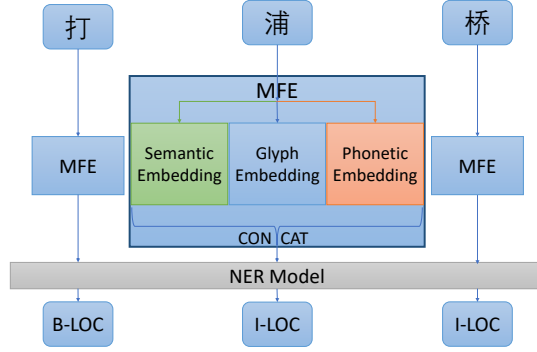 打 浦 桥
MFE
Semantic Embedding
Glyph Embedding
Phonetic Embedding
MFE
MFE
CON CAT
NER Model
B-LOC I-LOC I-LOC